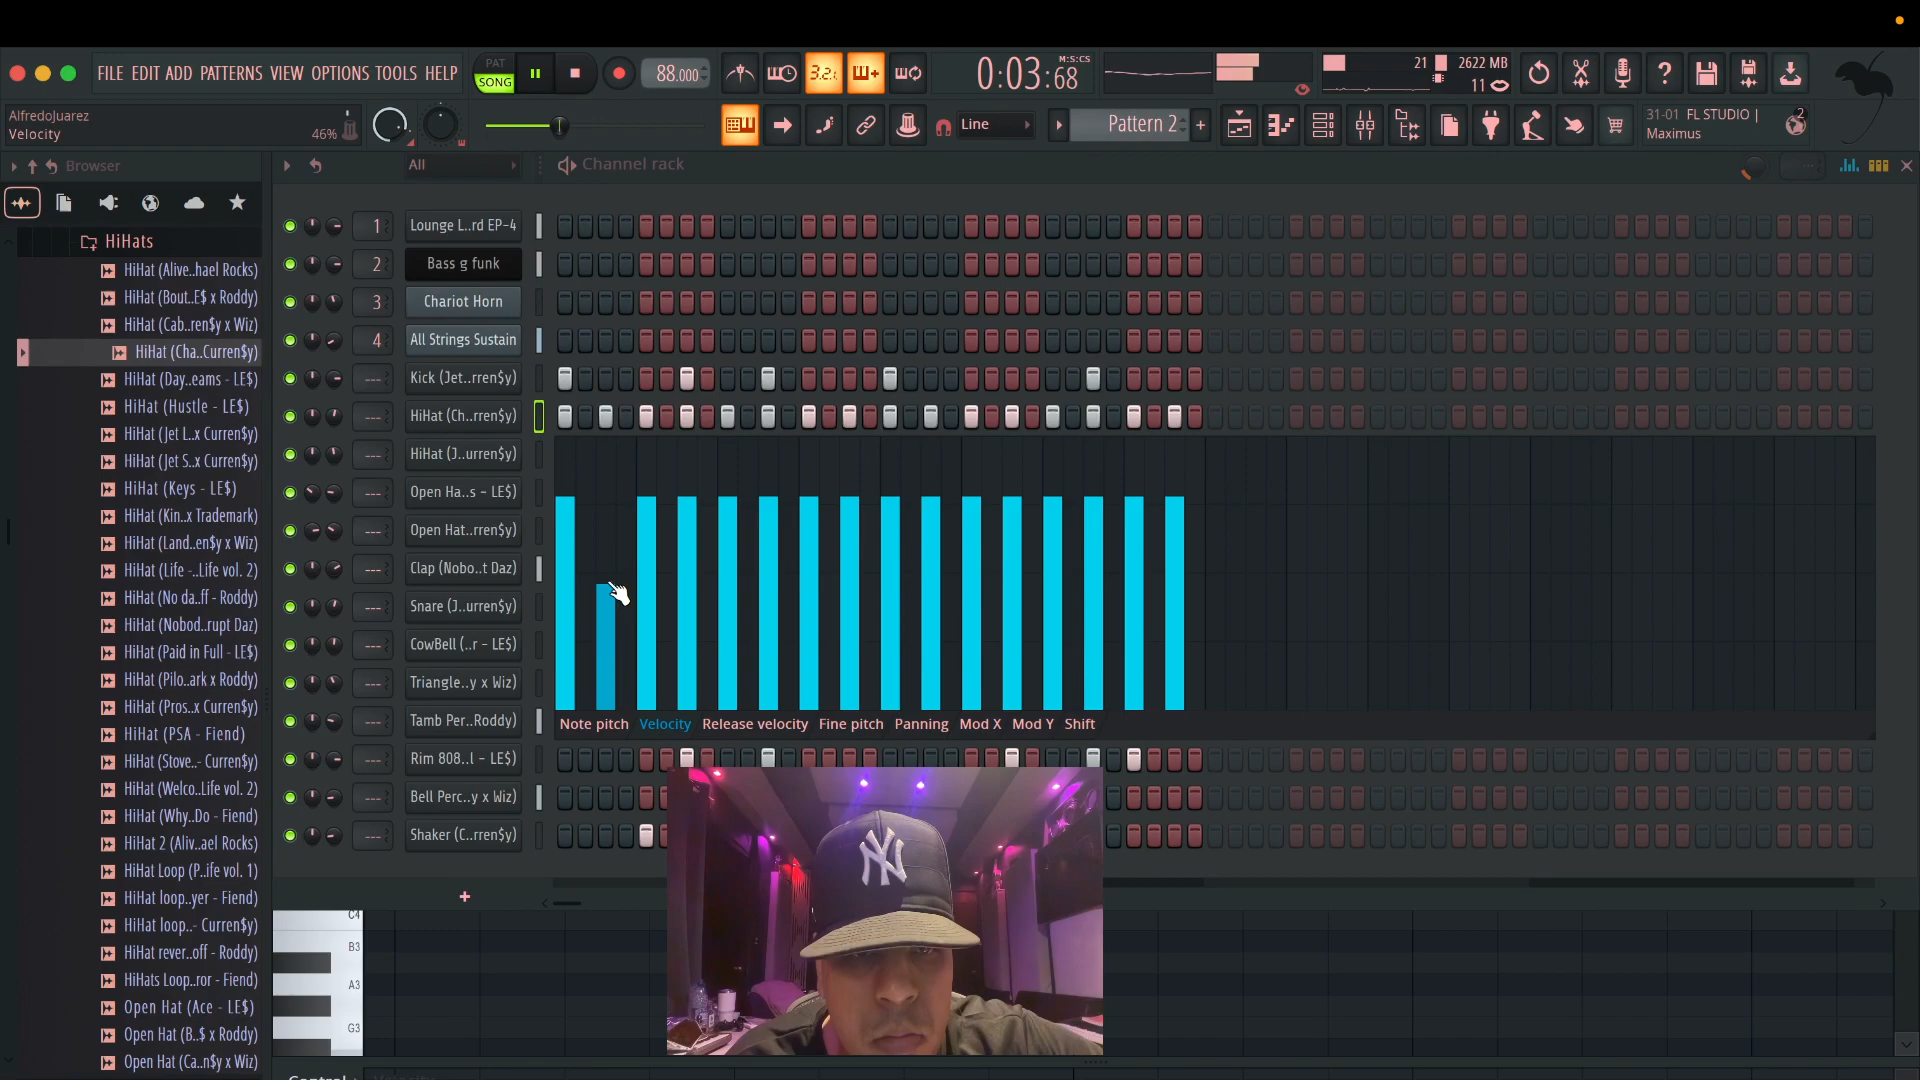 FILE EDIT ADD PATTERNS VIEW OPTIONS TOOLS HELP
PAT
SONG
88.000
3.2.
0:03:68
M:S:CS
21
2622 MB
11
AlfredoJuarez
Velocity
46%
Line
Pattern 2
+
31-01 FL STUDIO |
Maximus
2
Browser
All
Channel rack
HiHats
HiHat (Alive..hael Rocks)
HiHat (Bout..E$ x Roddy)
HiHat (Cab..ren$y x Wiz)
HiHat (Cha..Curren$y)
HiHat (Day..eams - LE$)
HiHat (Hustle - LE$)
HiHat (Jet L..x Curren$y)
HiHat (Jet S..x Curren$y)
HiHat (Keys - LE$)
HiHat (Kin..x Trademark)
HiHat (Land..en$y x Wiz)
HiHat (Life -..Life vol. 2)
HiHat (No da..ff - Roddy)
HiHat (Nobod..rupt Daz)
HiHat (Paid in Full - LE$)
HiHat (Pilo..ark x Roddy)
HiHat (Pros..x Curren$y)
HiHat (PSA - Fiend)
HiHat (Stove..- Curren$y)
HiHat (Welco..Life vol. 2)
HiHat (Why..Do - Fiend)
HiHat 2 (Aliv..ael Rocks)
HiHat Loop (P..ife vol. 1)
HiHat loop..yer - Fiend)
HiHat loop..- Curren$y)
HiHat rever..off - Roddy)
HiHats Loop..ror - Fiend)
Open Hat (Ace - LE$)
Open Hat (B..$ x Roddy)
Open Hat (Ca..n$y x Wiz)
1 Lounge L..rd EP-4
2 Bass g funk
3 Chariot Horn
4 All Strings Sustain
--- Kick (Jet..rren$y)
--- HiHat (Ch..rren$y)
--- HiHat (J..urren$y)
--- Open Ha..s - LE$)
--- Open Hat..rren$y)
--- Clap (Nobo..t Daz)
--- Snare (J..urren$y)
--- CowBell (..r - LE$)
--- Triangle..y x Wiz)
--- Tamb Per..Roddy)
--- Rim 808..l - LE$)
--- Bell Perc..y x Wiz)
--- Shaker (C..rren$y)
Note pitch Velocity Release velocity Fine pitch Panning Mod X Mod Y Shift
+
C4
B3
A3
G3
NY